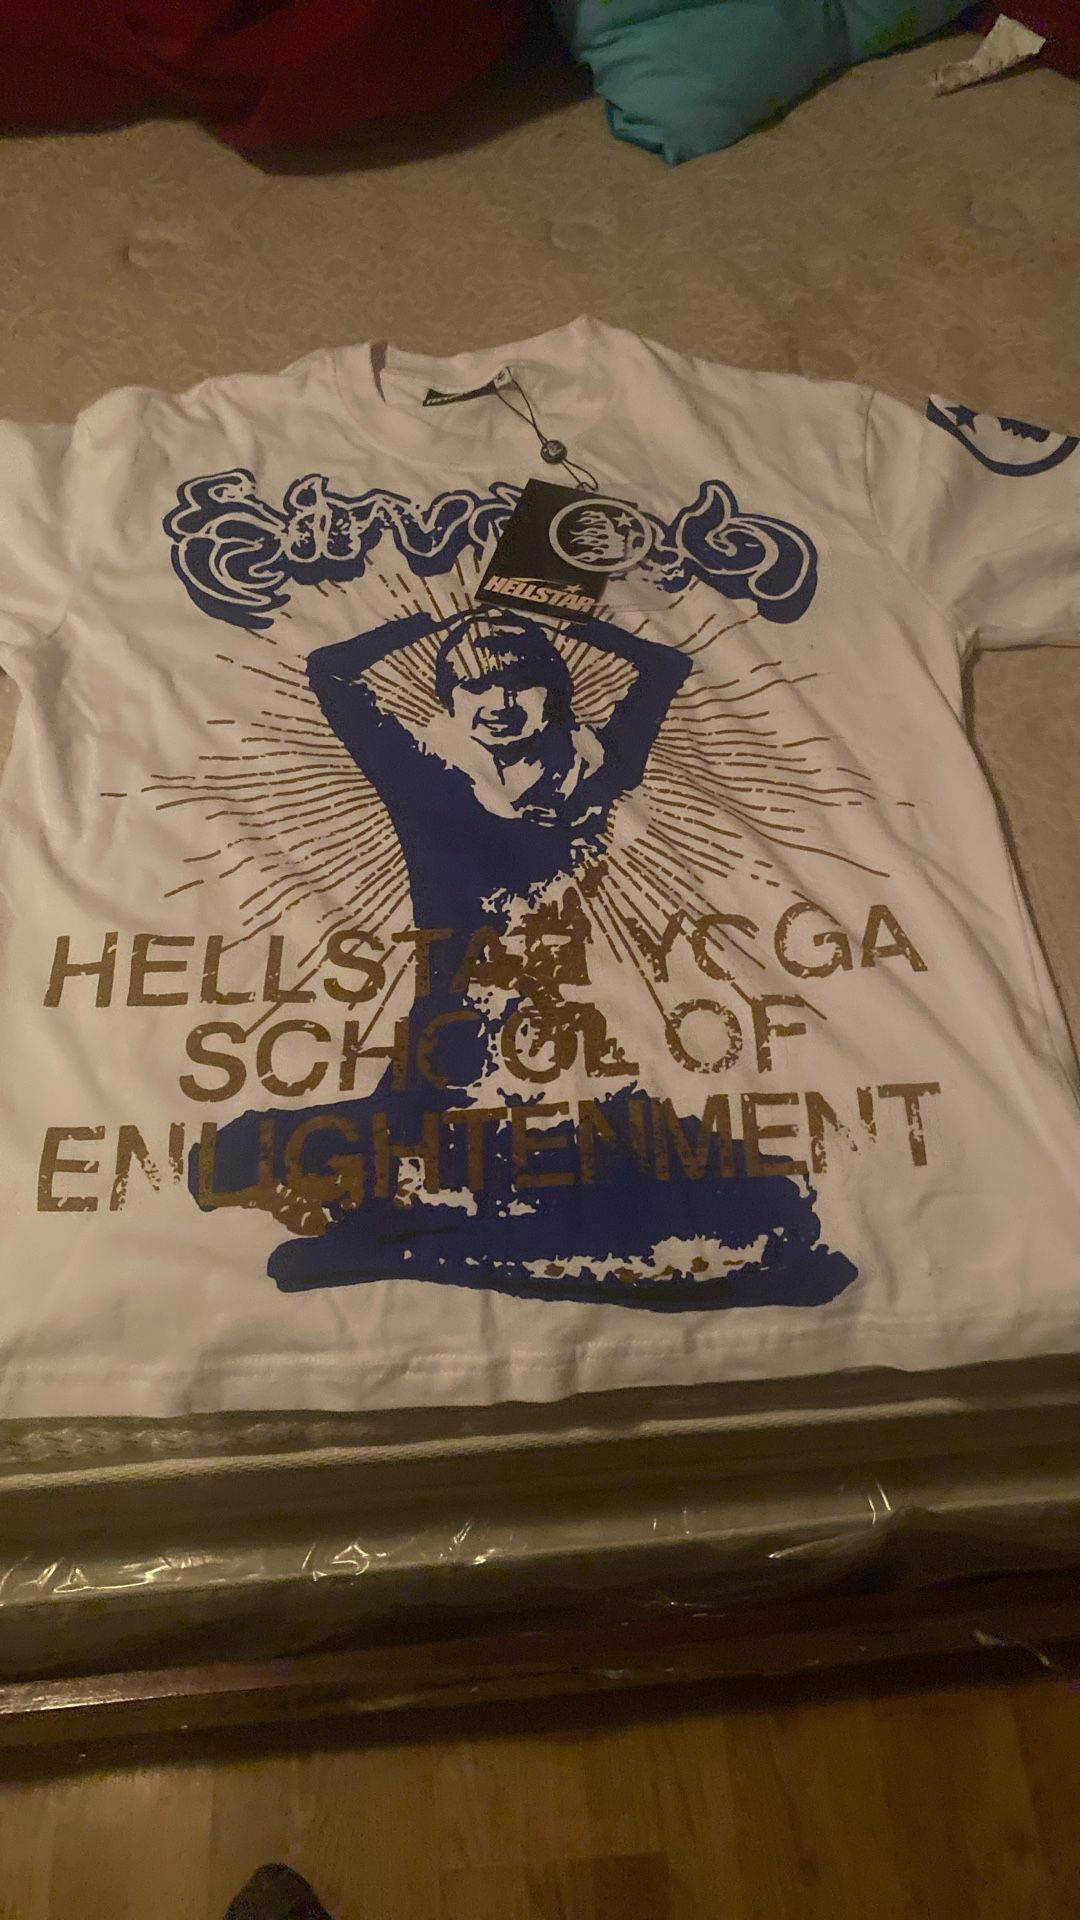 HELLSTAR
HELLSTAR YOGA
SCHOOL OF
ENLIGHTENMENT